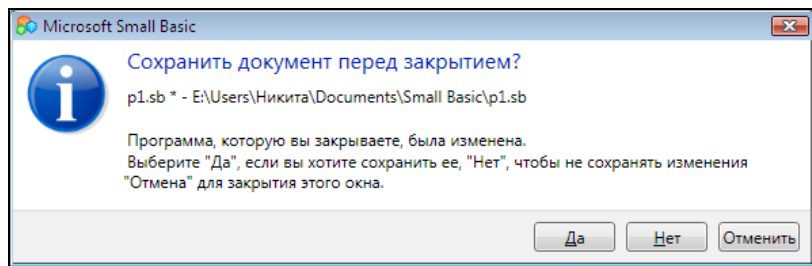 Microsoft Small Basic
Сохранить документ перед закрытием?
p1.sb * - E:\Users\Никита\Documents\Small Basic\p1.sb
Программа, которую вы закрываете, была изменена.
Выберите "Да", если вы хотите сохранить ее, "Нет", чтобы не сохранять изменения
"Отмена" для закрытия этого окна.
Да Нет Отменить